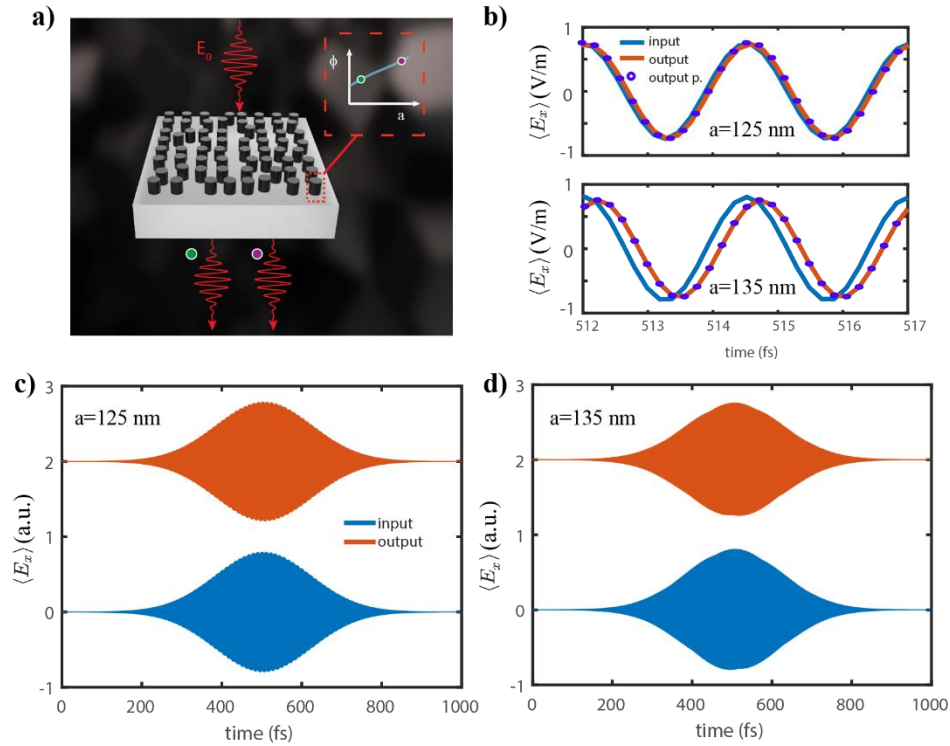 a)
E₀
ϕ
a
b)
1
0
-1
⟨Eₓ⟩ (V/m)
input
output
output p.
a=125 nm
1
0
-1
⟨Eₓ⟩ (V/m)
a=135 nm
512 513 514 515 516 517
time (fs)
c)
3
2
1
0
-1
⟨Eₓ⟩ (a.u.)
a=125 nm
input
output
0 200 400 600 800 1000
time (fs)
d)
3
2
1
0
-1
⟨Eₓ⟩ (a.u.)
a=135 nm
0 200 400 600 800 1000
time (fs)